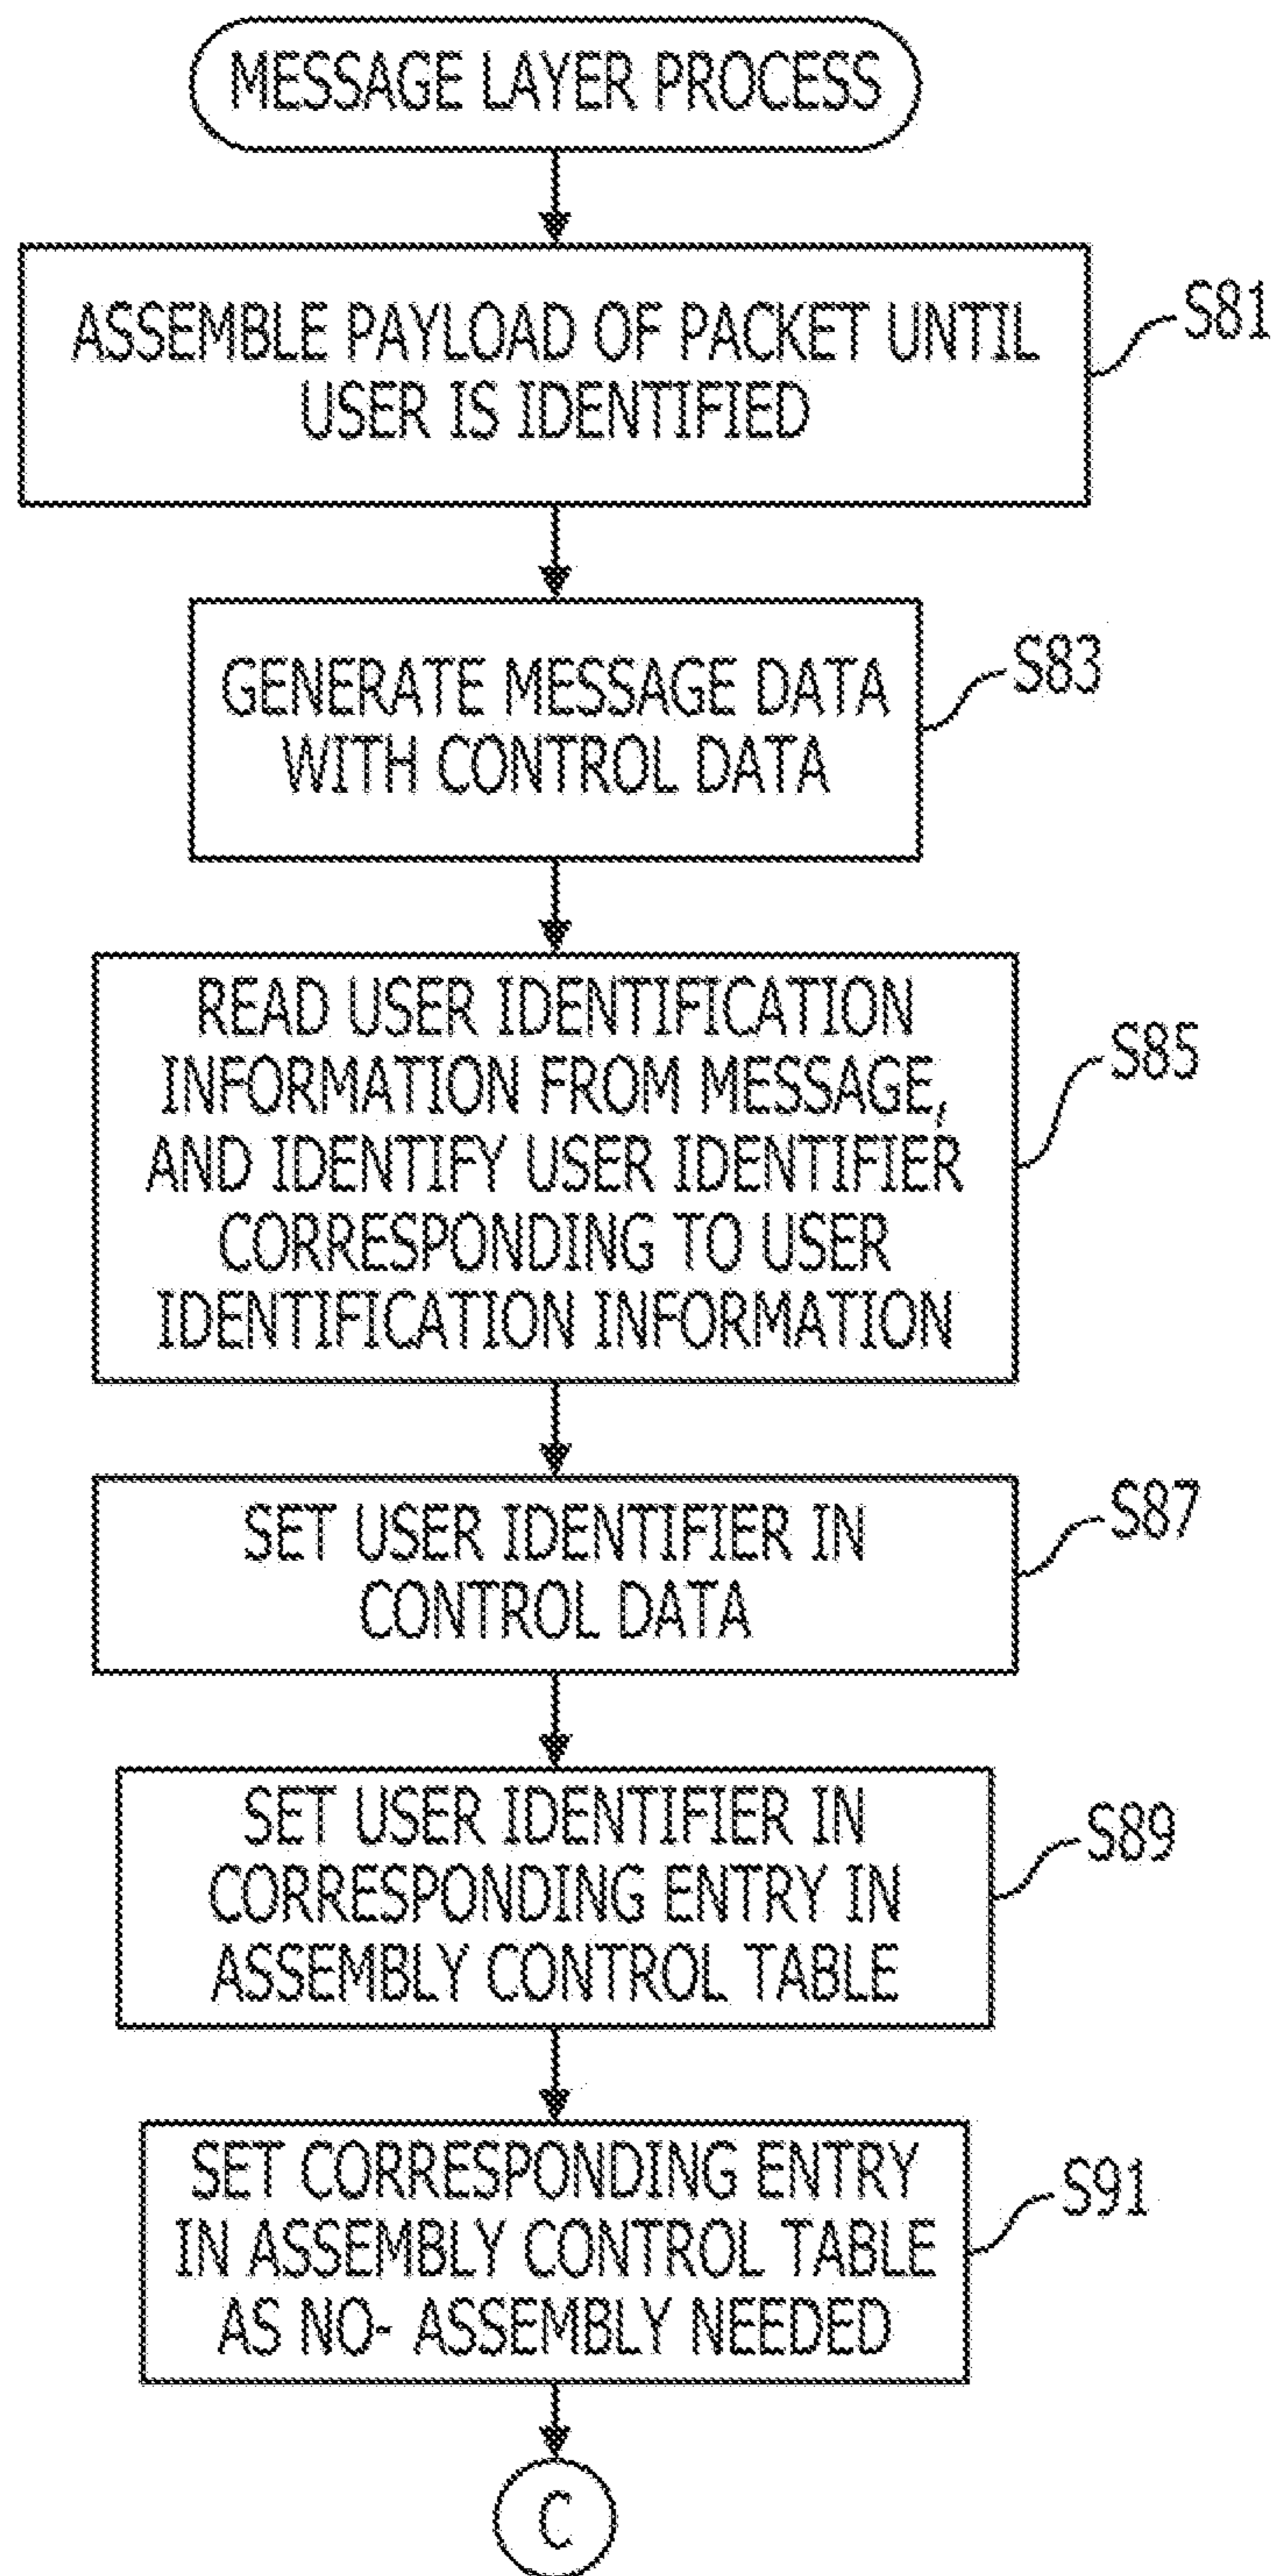 MESSAGE LAYER PROCESS
ASSEMBLE PAYLOAD OF PACKET UNTIL
USER IS IDENTIFIED
S81
GENERATE MESSAGE DATA
WITH CONTROL DATA
S83
READ USER IDENTIFICATION
INFORMATION FROM MESSAGE,
AND IDENTIFY USER IDENTIFIER
CORRESPONDING TO USER
IDENTIFICATION INFORMATION
S85
SET USER IDENTIFIER IN
CONTROL DATA
S87
SET USER IDENTIFIER IN
CORRESPONDING ENTRY IN
ASSEMBLY CONTROL TABLE
S89
SET CORRESPONDING ENTRY
IN ASSEMBLY CONTROL TABLE
AS NO- ASSEMBLY NEEDED
S91
C